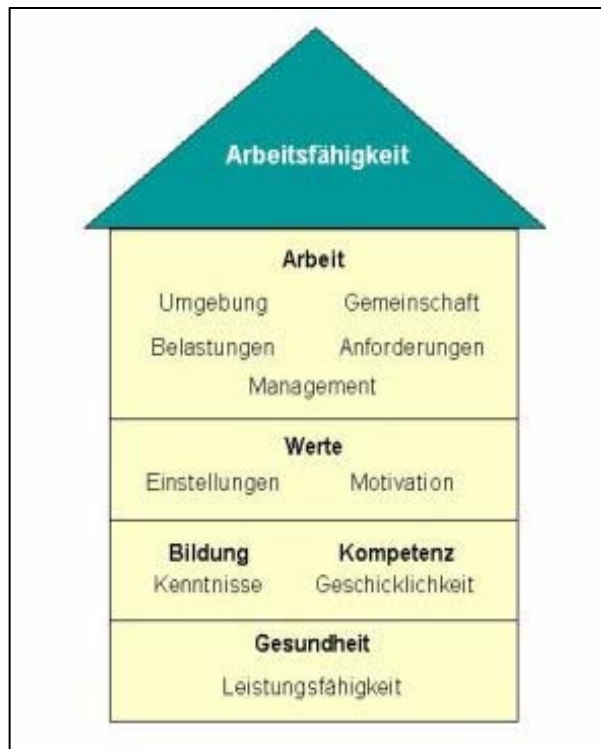 Arbeitsfähigkeit
Arbeit
Umgebung Gemeinschaft
Belastungen Anforderungen
Management
Werte
Einstellungen Motivation
Bildung Kompetenz
Kenntnisse Geschicklichkeit
Gesundheit
Leistungsfähigkeit